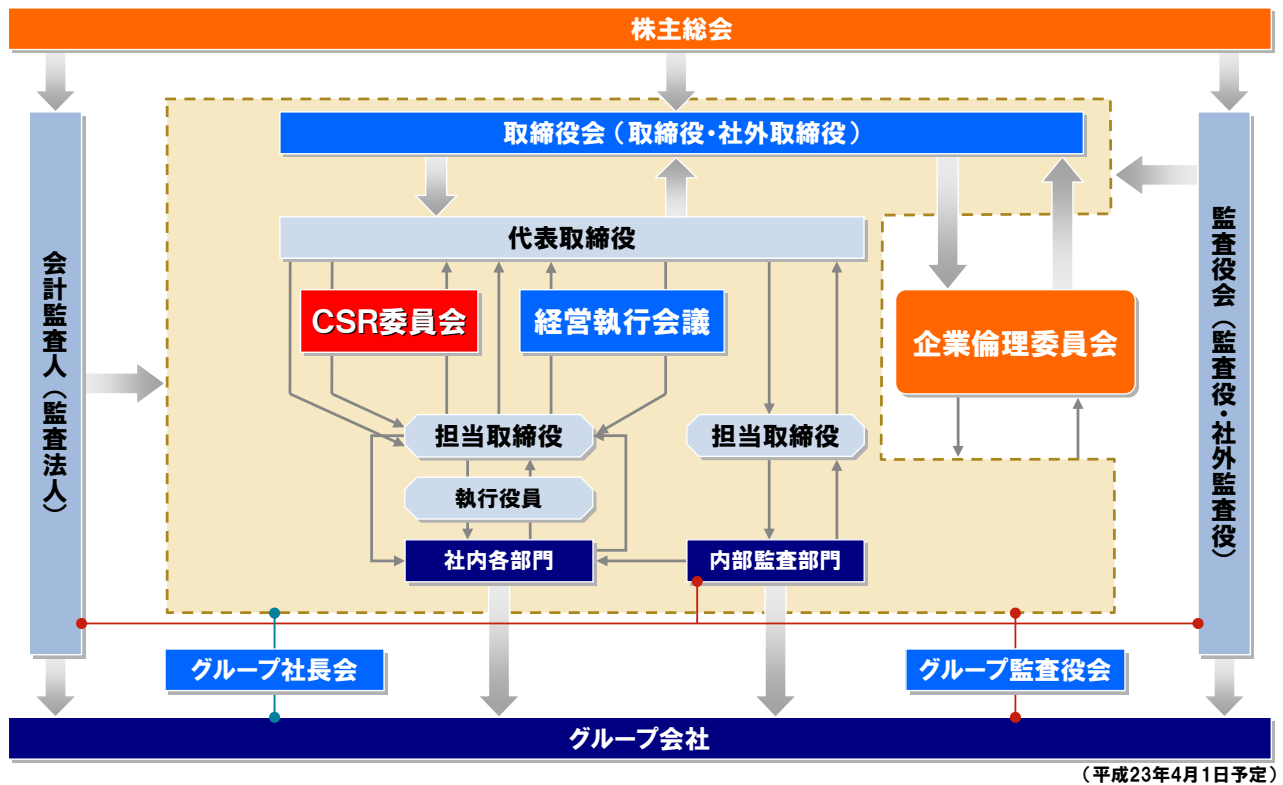 株主総会
取締役会（取締役・社外取締役）
代表取締役
会計監査人（監査法人）
監査役会（監査役・社外監査役）
CSR委員会
経営執行会議
企業倫理委員会
担当取締役
担当取締役
執行役員
社内各部門
内部監査部門
グループ社長会
グループ監査役会
グループ会社
（平成23年4月1日予定）